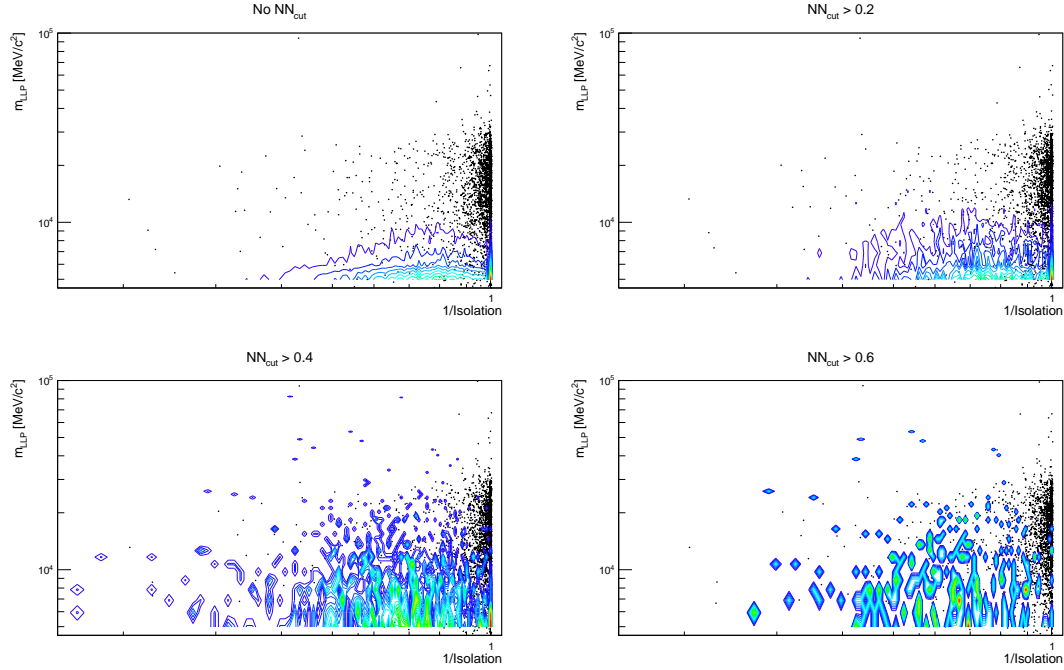 No NN_cut
10^5
m_LLP [MeV/c^2]
10^4
1
1/Isolation
NN_cut > 0.2
10^5
m_LLP [MeV/c^2]
10^4
1
1/Isolation
NN_cut > 0.4
10^5
m_LLP [MeV/c^2]
10^4
1
1/Isolation
NN_cut > 0.6
10^5
m_LLP [MeV/c^2]
10^4
1
1/Isolation